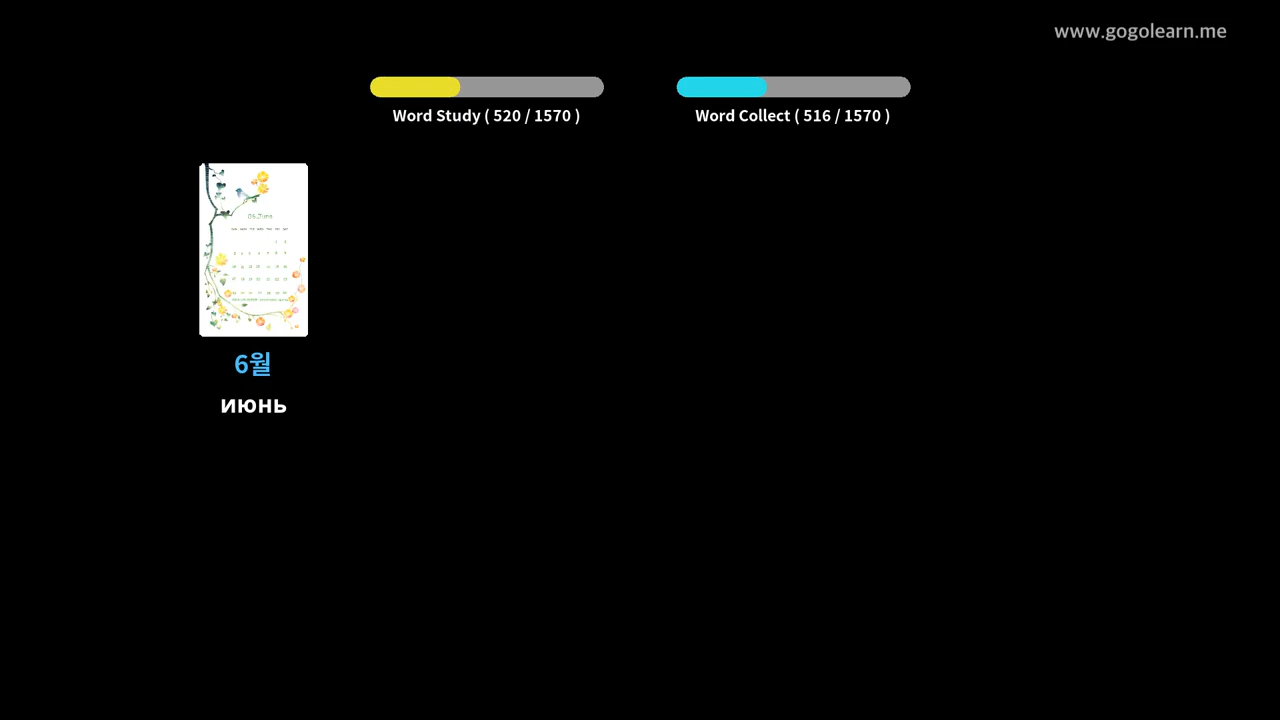 www.gogolearn.me
Word Study ( 520 / 1570 )
Word Collect ( 516 / 1570 )
06.June
6월
июнь